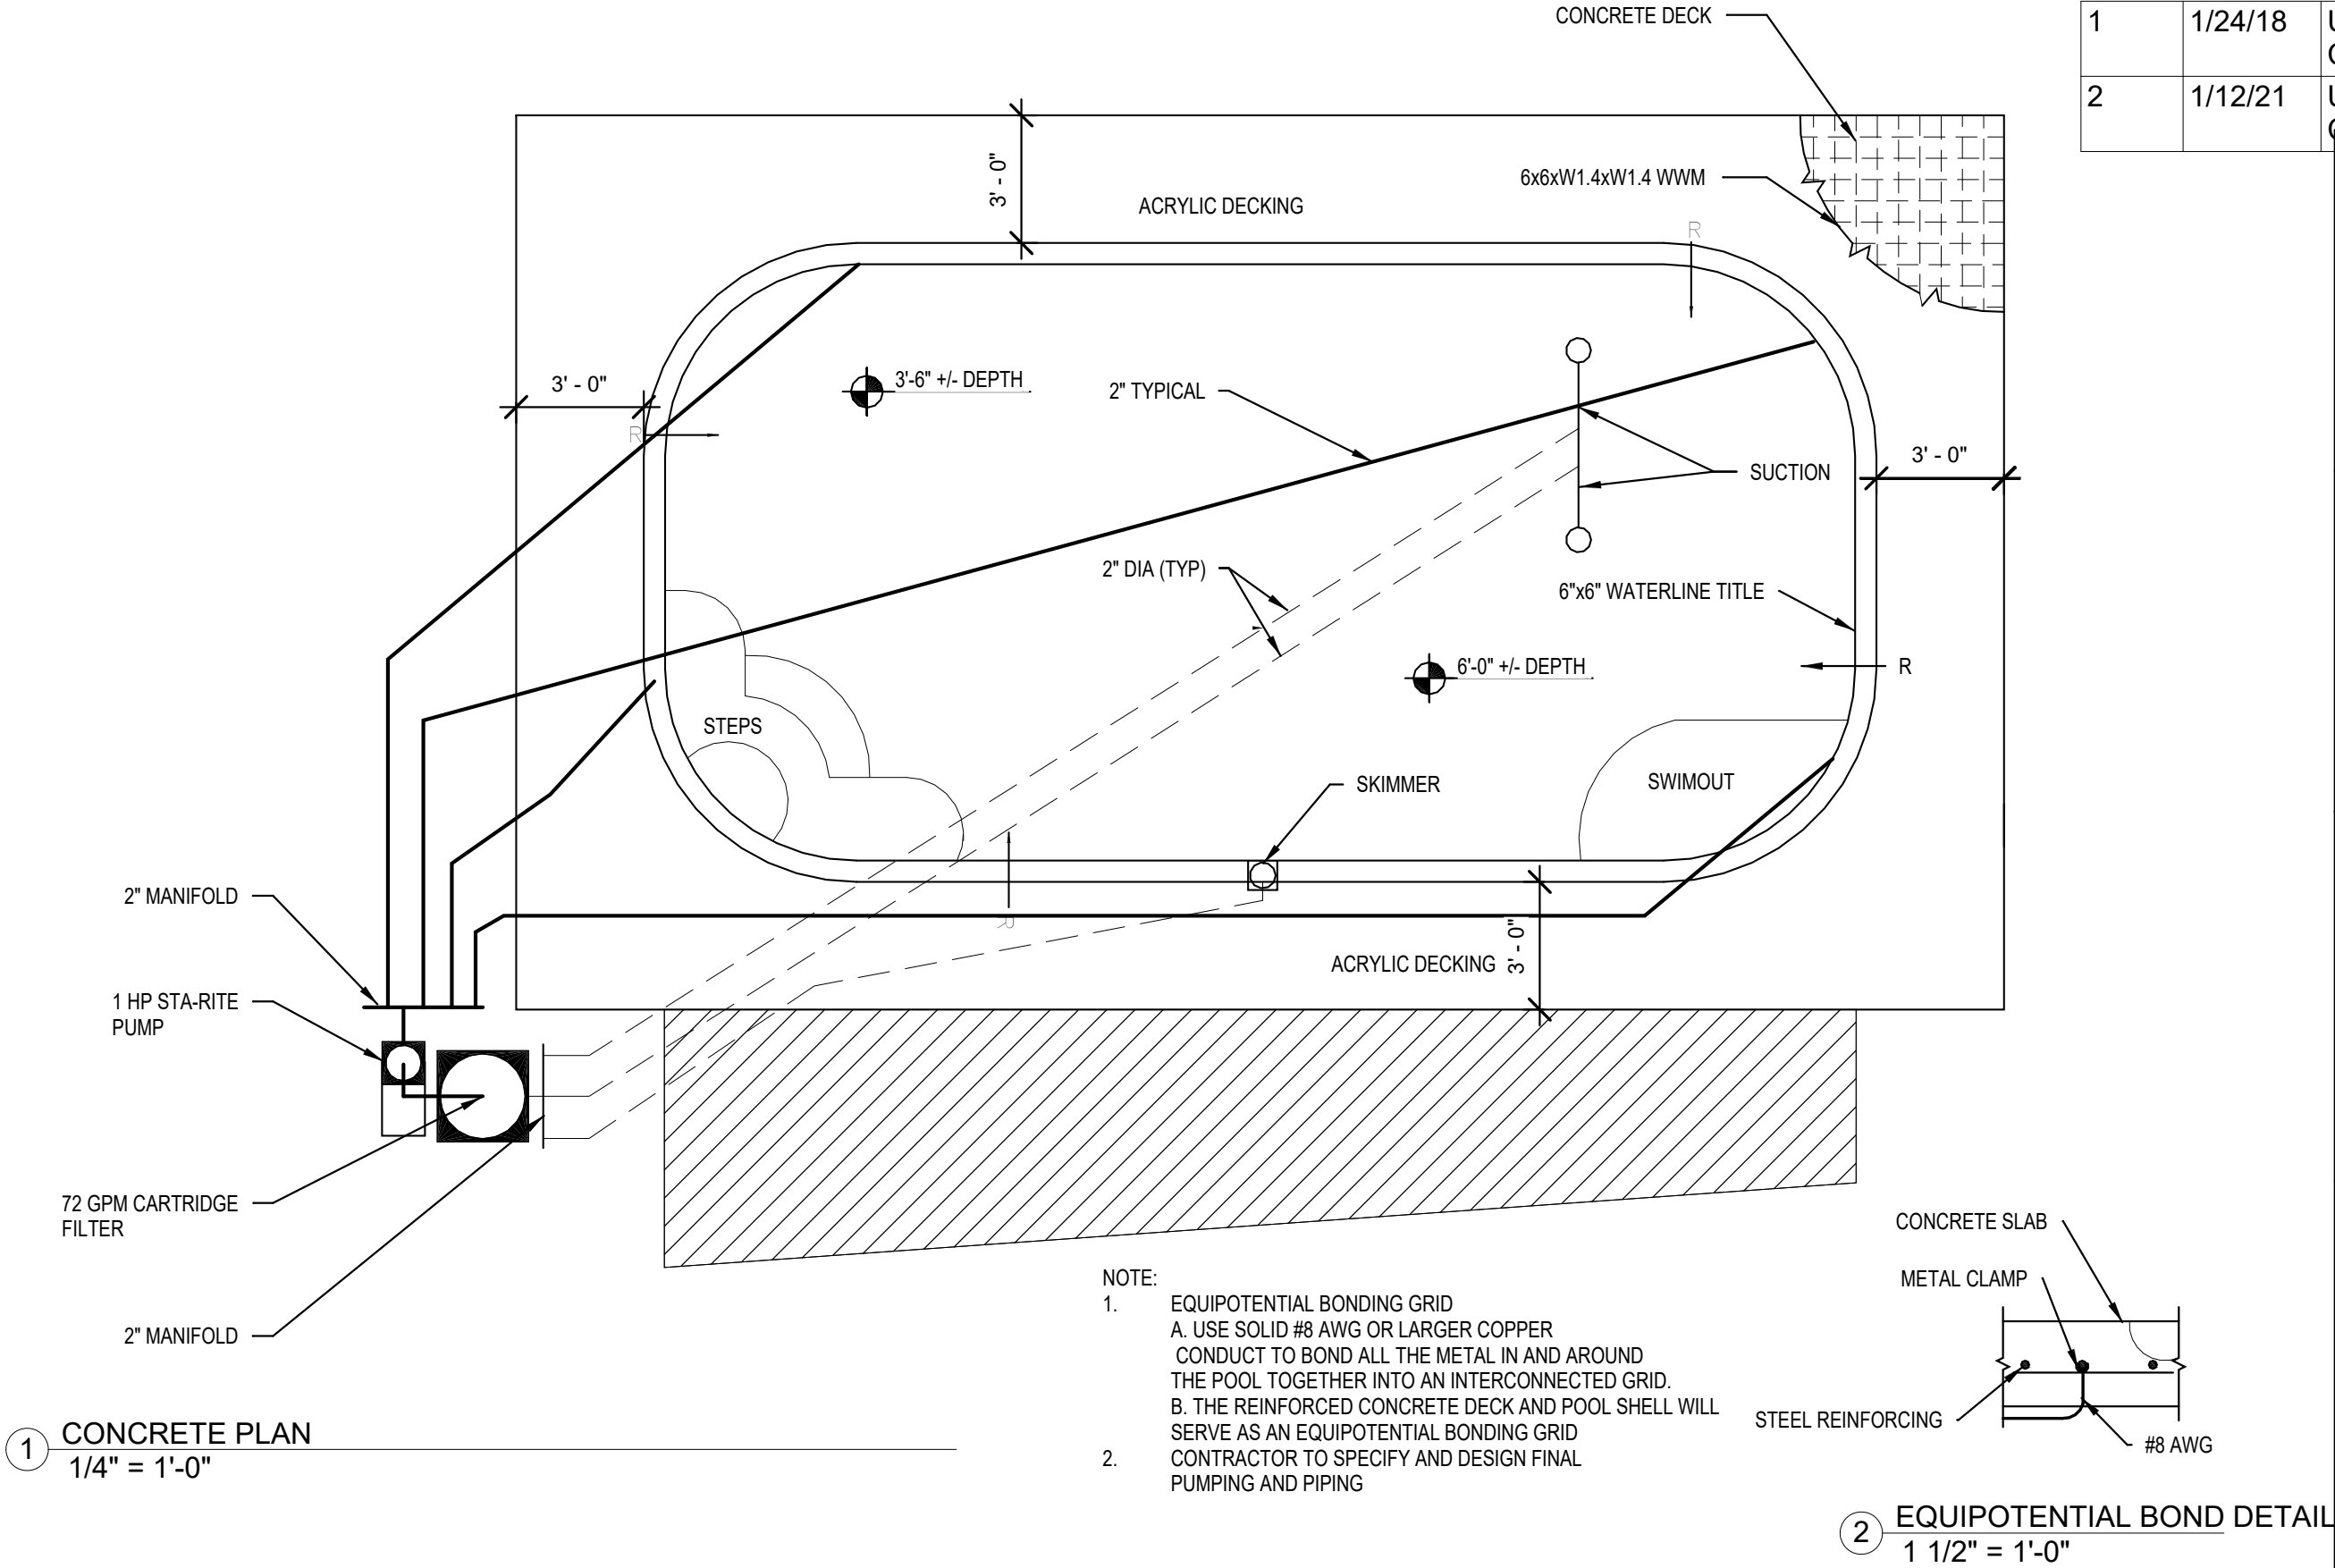 CONCRETE DECK
1 1/24/18
2 1/12/21
3' - 0"
6x6xW1.4xW1.4 WWM
ACRYLIC DECKING
R
3' - 0"
3'-6" +/- DEPTH
2" TYPICAL
R
3' - 0"
SUCTION
2" DIA (TYP)
6"x6" WATERLINE TITLE
6'-0" +/- DEPTH
R
STEPS
SWIMOUT
SKIMMER
2" MANIFOLD
R
3' - 0"
ACRYLIC DECKING
1 HP STA-RITE
PUMP
72 GPM CARTRIDGE
FILTER
2" MANIFOLD
CONCRETE SLAB
METAL CLAMP
STEEL REINFORCING
#8 AWG
NOTE:
1. EQUIPOTENTIAL BONDING GRID
A. USE SOLID #8 AWG OR LARGER COPPER
CONDUCT TO BOND ALL THE METAL IN AND AROUND
THE POOL TOGETHER INTO AN INTERCONNECTED GRID.
B. THE REINFORCED CONCRETE DECK AND POOL SHELL WILL
SERVE AS AN EQUIPOTENTIAL BONDING GRID
2. CONTRACTOR TO SPECIFY AND DESIGN FINAL
PUMPING AND PIPING
1 CONCRETE PLAN
1/4" = 1'-0"
2 EQUIPOTENTIAL BOND DETAIL
1 1/2" = 1'-0"